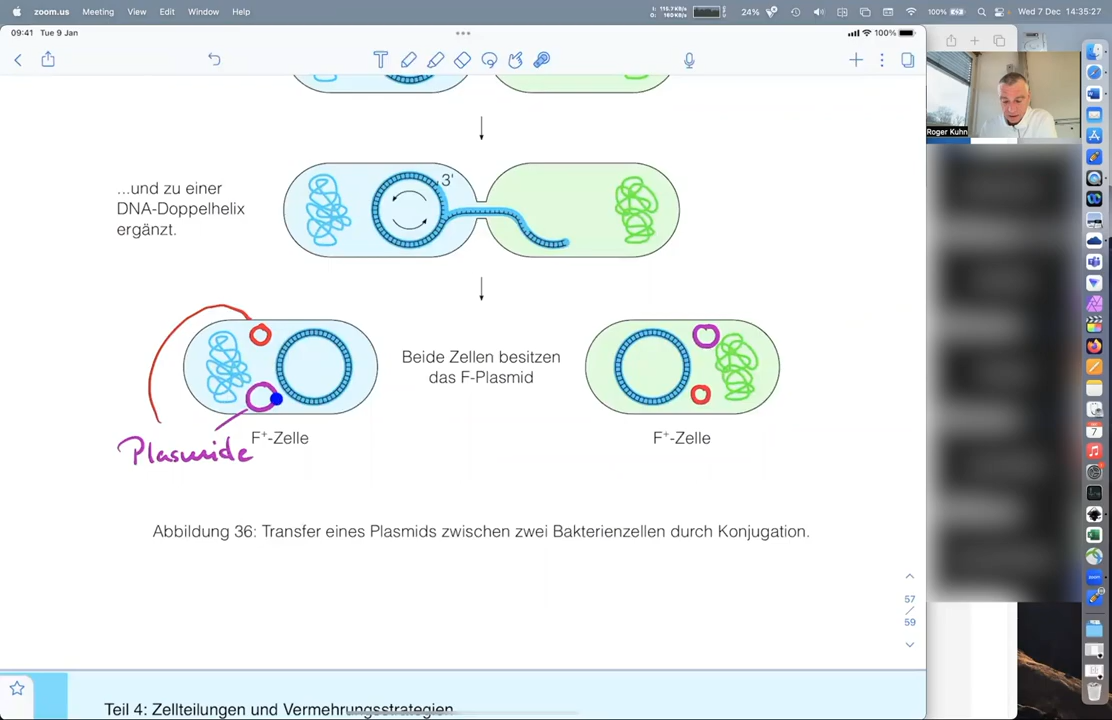 zoom.us Meeting View Edit Window Help
24% 100% Wed 7 Dec 14:35:27
09:41 Tue 9 Jan
100%
Roger Kuhn
3'
...und zu einer
DNA-Doppelhelix
ergänzt.
Beide Zellen besitzen
das F-Plasmid
F⁺-Zelle
F⁺-Zelle
Plasmide
Abbildung 36: Transfer eines Plasmids zwischen zwei Bakterienzellen durch Konjugation.
57
/
59
Teil 4: Zellteilungen und Vermehrungsstrategien